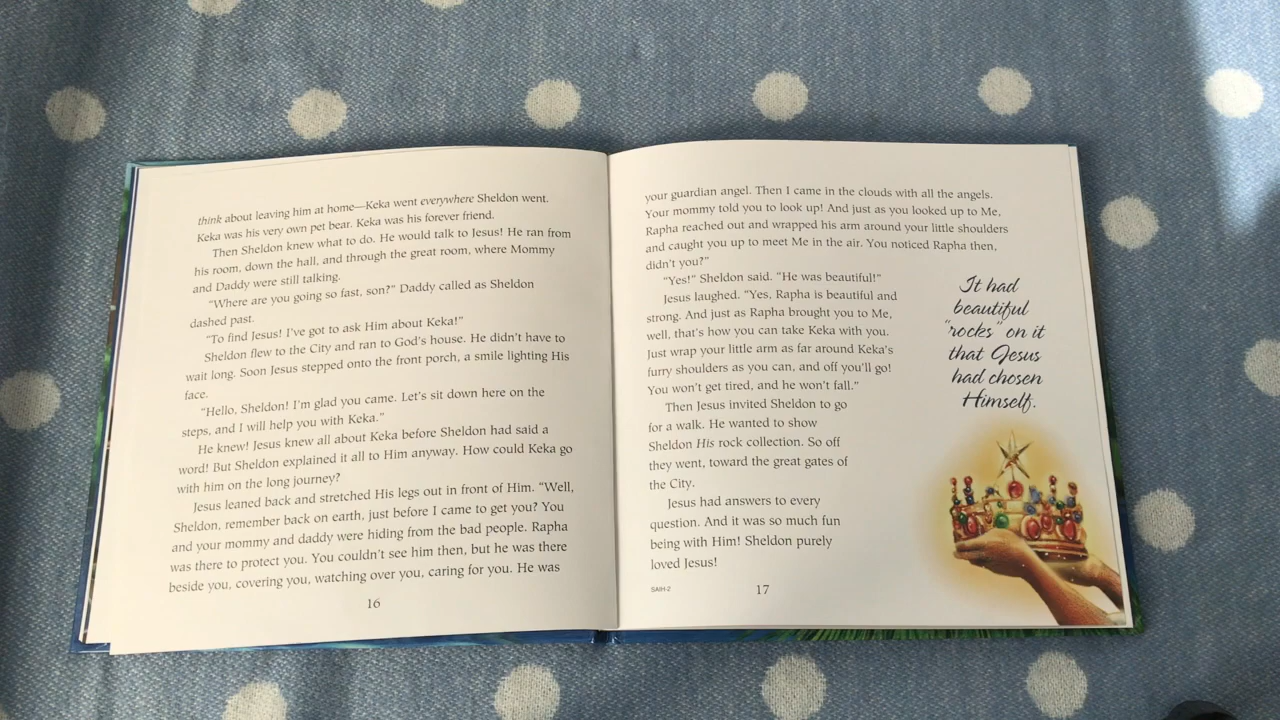 think about leaving him at home—Keka went everywhere Sheldon went.
Keka was his very own pet bear. Keka was his forever friend.
Then Sheldon knew what to do. He would talk to Jesus! He ran from
his room, down the hall, and through the great room, where Mommy
and Daddy were still talking.
“Where are you going so fast, son?” Daddy called as Sheldon
dashed past.
“To find Jesus! I’ve got to ask Him about Keka!”
Sheldon flew to the City and ran to God’s house. He didn’t have to
wait long. Soon Jesus stepped onto the front porch, a smile lighting His
face.
“Hello, Sheldon! I’m glad you came. Let’s sit down here on the
steps, and I will help you with Keka.”
He knew! Jesus knew all about Keka before Sheldon had said a
word! But Sheldon explained it all to Him anyway. How could Keka go
with him on the long journey?
Jesus leaned back and stretched His legs out in front of Him. “Well,
Sheldon, remember back on earth, just before I came to get you? You
and your mommy and daddy were hiding from the bad people. Rapha
was there to protect you. You couldn’t see him then, but he was there
beside you, covering you, watching over you, caring for you. He was
16
your guardian angel. Then I came in the clouds with all the angels.
Your mommy told you to look up! And just as you looked up to Me,
Rapha reached out and wrapped his arm around your little shoulders
and caught you up to meet Me in the air. You noticed Rapha then,
didn’t you?”
“Yes!” Sheldon said. “He was beautiful!”
Jesus laughed. “Yes, Rapha is beautiful and
strong. And just as Rapha brought you to Me,
well, that’s how you can take Keka with you.
Just wrap your little arm as far around Keka’s
furry shoulders as you can, and off you’ll go!
You won’t get tired, and he won’t fall.”
Then Jesus invited Sheldon to go
for a walk. He wanted to show
Sheldon His rock collection. So off
they went, toward the great gates of
the City.
Jesus had answers to every
question. And it was so much fun
being with Him! Sheldon purely
loved Jesus!
It had
beautiful
“rocks” on it
that Jesus
had chosen
Himself.
SAIH-2
17